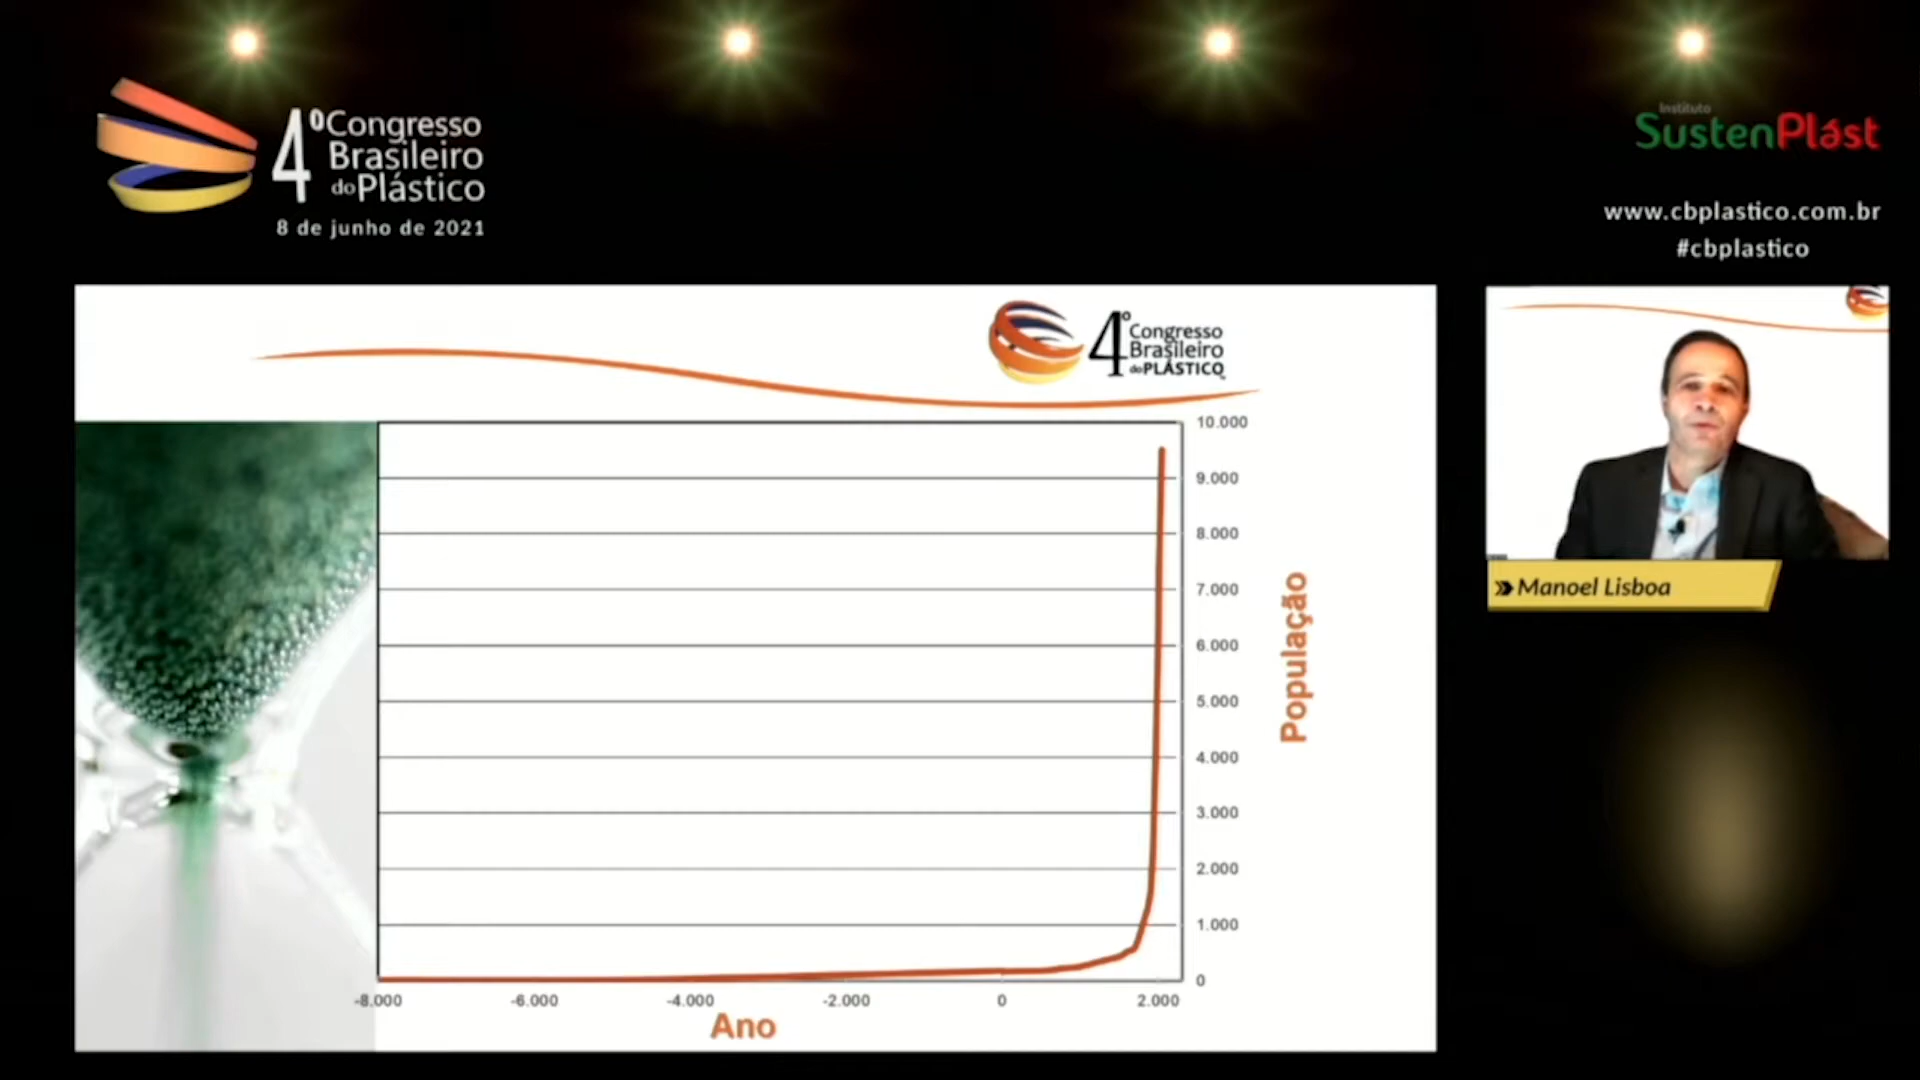 4º Congresso
Brasileiro
do Plástico
8 de junho de 2021
Instituto
SustenPlást
www.cbplastico.com.br
#cbplastico
4º Congresso
Brasileiro
do PLÁSTICO
10.000
9.000
8.000
7.000
6.000
5.000
4.000
3.000
2.000
1.000
0
População
-8.000 -6.000 -4.000 -2.000 0 2.000
Ano
Manoel Lisboa